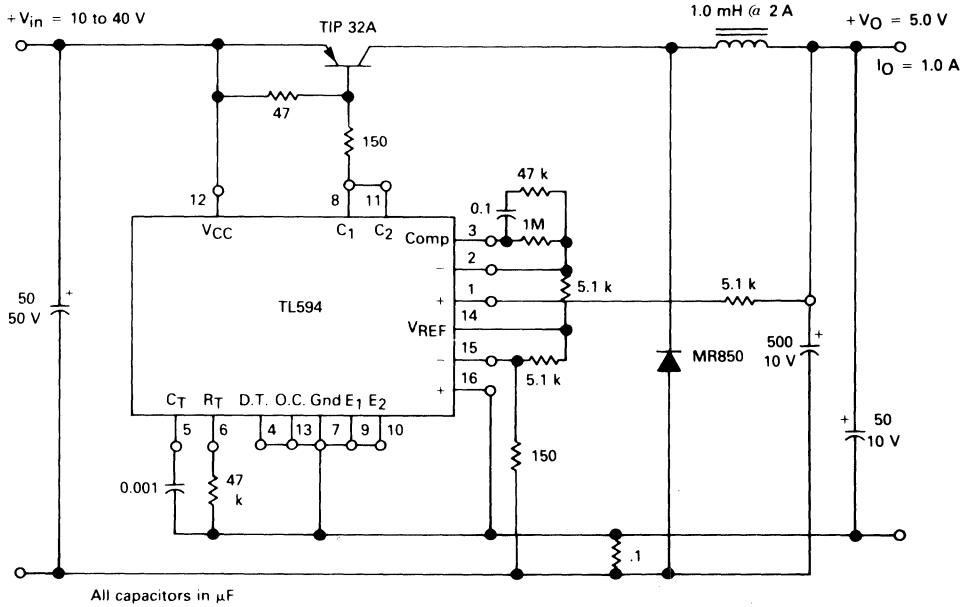 +Vin = 10 to 40 V
TIP 32A
1.0 mH @ 2 A
+VO = 5.0 V
IO = 1.0 A
47
150
12
8
11
VCC
C1
C2
47 k
0.1
1M
Comp
3
−
2
5.1 k
+
1
5.1 k
TL594
VREF
14
−
15
5.1 k
+
16
50
50 V
+
MR850
500
10 V
+
CT
RT
D.T.
O.C.
Gnd
E1
E2
5
6
4
13
7
9
10
+
50
10 V
0.001
47
k
150
.1
All capacitors in μF